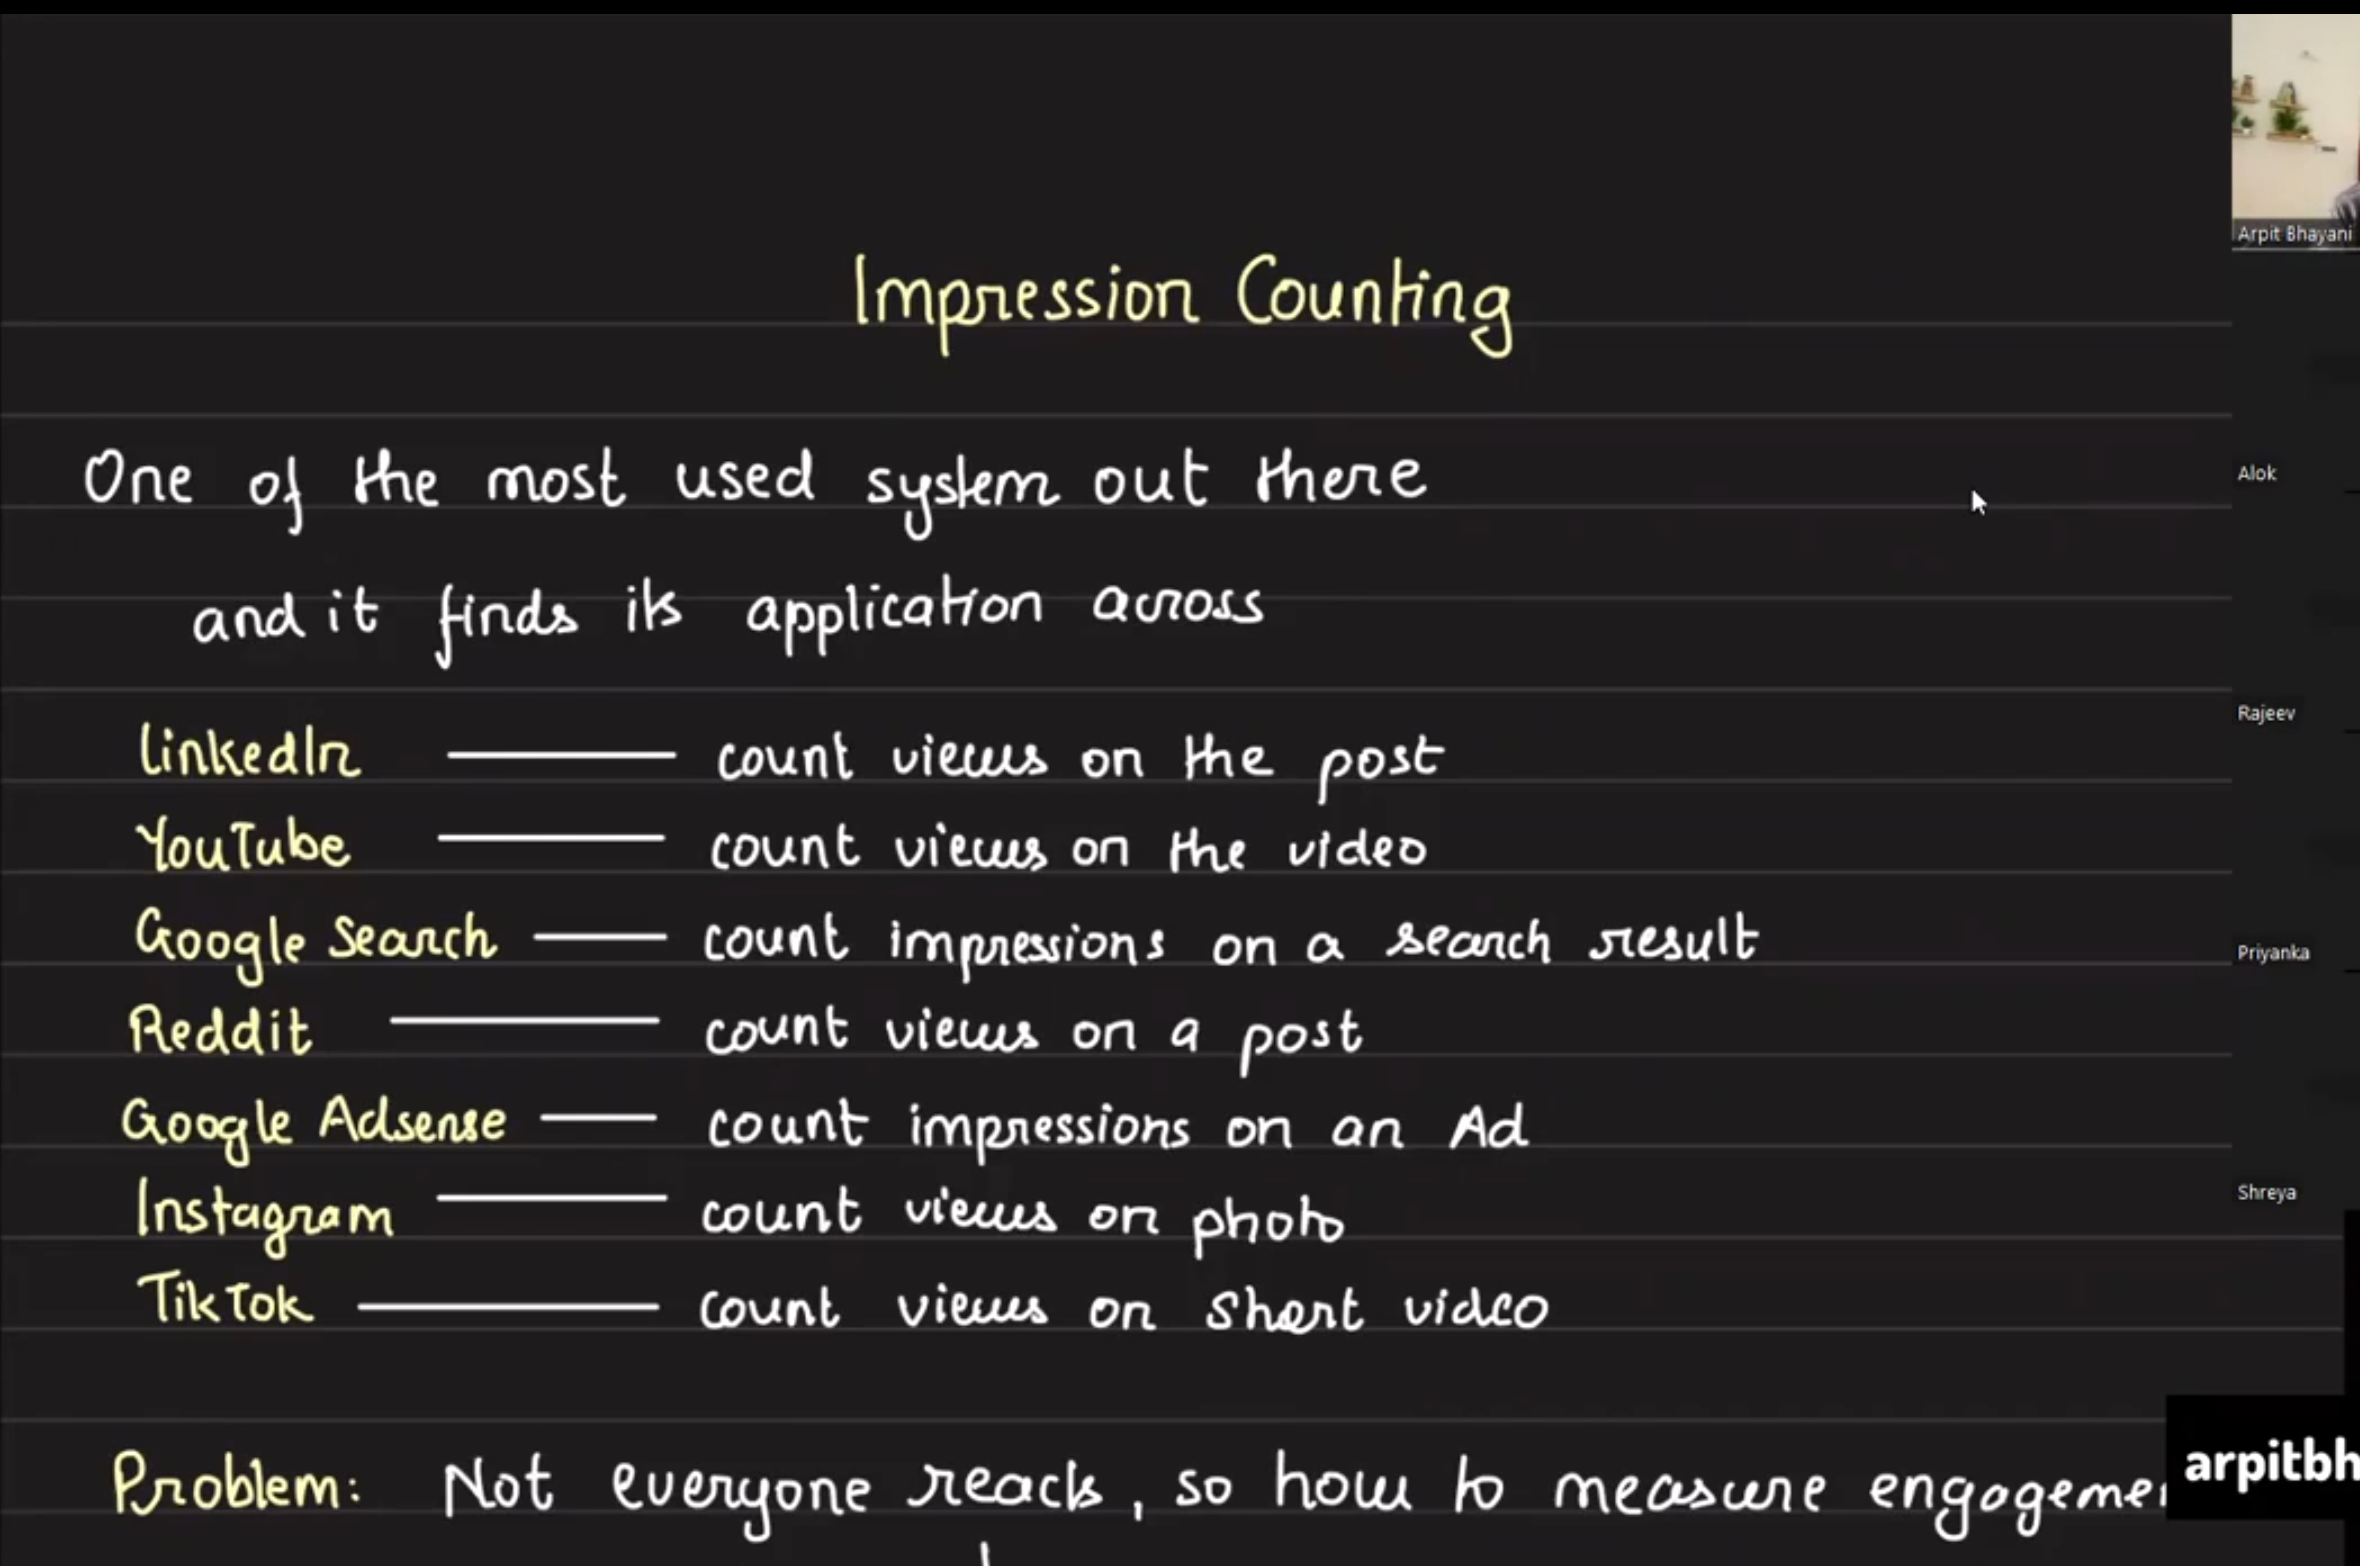 Impression Counting
One of the most used system out there
and it finds its application across
LinkedIn — count views on the post
YouTube — count views on the video
Google Search — count impressions on a search result
Reddit — count views on a post
Google Adsense — count impressions on an Ad
Instagram — count views on photo
TikTok — count views on short video
Problem: Not everyone reacts, so how to measure engagemen
Arpit Bhayani
Alok
Rajeev
Priyanka
Shreya
arpitbh